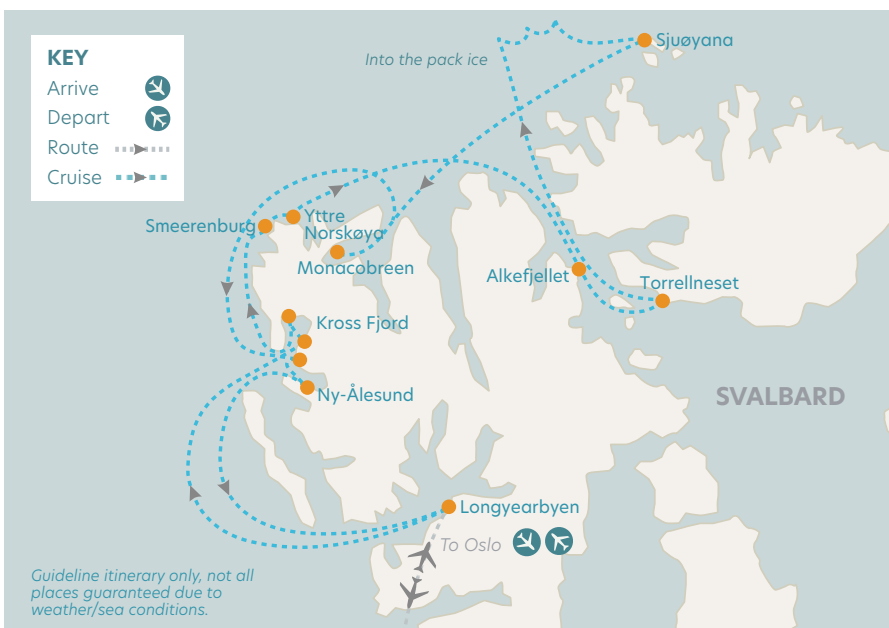 KEY
Arrive
Depart
Route
Cruise
Into the pack ice
Sjuøyana
Smeerenburg
Yttre
Norskøya
Monacobreen
Alkefjellet
Torrellneset
Kross Fjord
Ny-Ålesund
SVALBARD
Longyearbyen
To Oslo
Guideline itinerary only, not all
places guaranteed due to
weather/sea conditions.